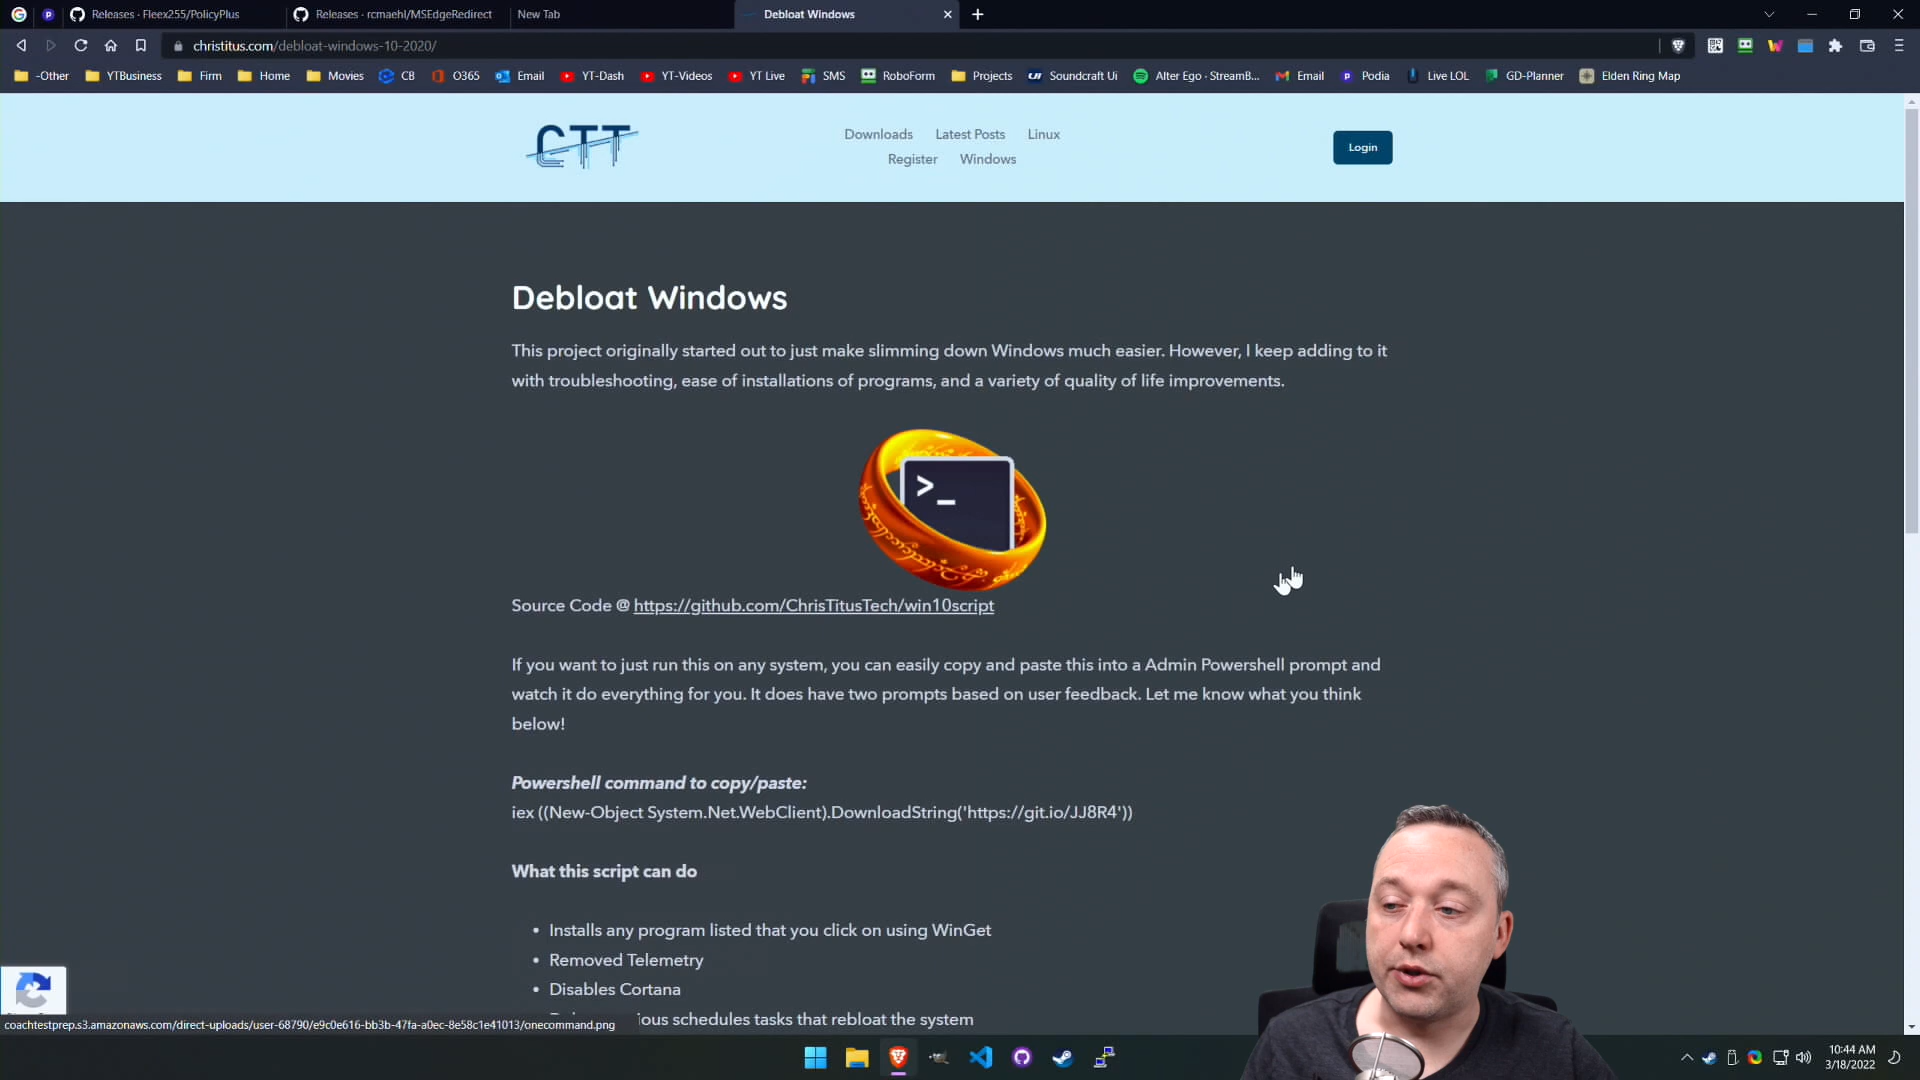 Releases · Fleex255/PolicyPlus
Releases · rcmaehl/MSEdgeRedirect
New Tab
Debloat Windows
christitus.com/debloat-windows-10-2020/
-Other
YTBusiness
Firm
Home
Movies
CB
O365
Email
YT-Dash
YT-Videos
YT Live
SMS
RoboForm
Projects
Soundcraft Ui
Alter Ego - StreamB...
Email
Podia
Live LOL
GD-Planner
Elden Ring Map
CTT
Downloads Latest Posts Linux
Register Windows
Login
Debloat Windows
This project originally started out to just make slimming down Windows much easier. However, I keep adding to it
with troubleshooting, ease of installations of programs, and a variety of quality of life improvements.
>_
Source Code @ https://github.com/ChrisTitusTech/win10script
If you want to just run this on any system, you can easily copy and paste this into a Admin Powershell prompt and
watch it do everything for you. It does have two prompts based on user feedback. Let me know what you think
below!
Powershell command to copy/paste:
iex ((New-Object System.Net.WebClient).DownloadString('https://git.io/JJ8R4'))
What this script can do
• Installs any program listed that you click on using WinGet
• Removed Telemetry
• Disables Cortana
schedules tasks that rebloat the system
coachtestprep.s3.amazonaws.com/direct-uploads/user-68790/e9c0e616-bb3b-47fa-a0ec-8e58c1e41013/onecommand.png
10:44 AM
3/18/2022